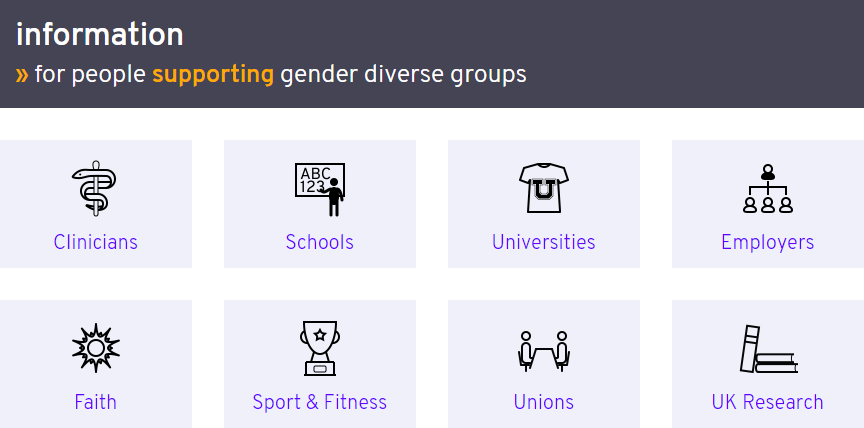 information
» for people supporting gender diverse groups
ABC
123
U
Clinicians
Schools
Universities
Employers
Faith
Sport & Fitness
Unions
UK Research